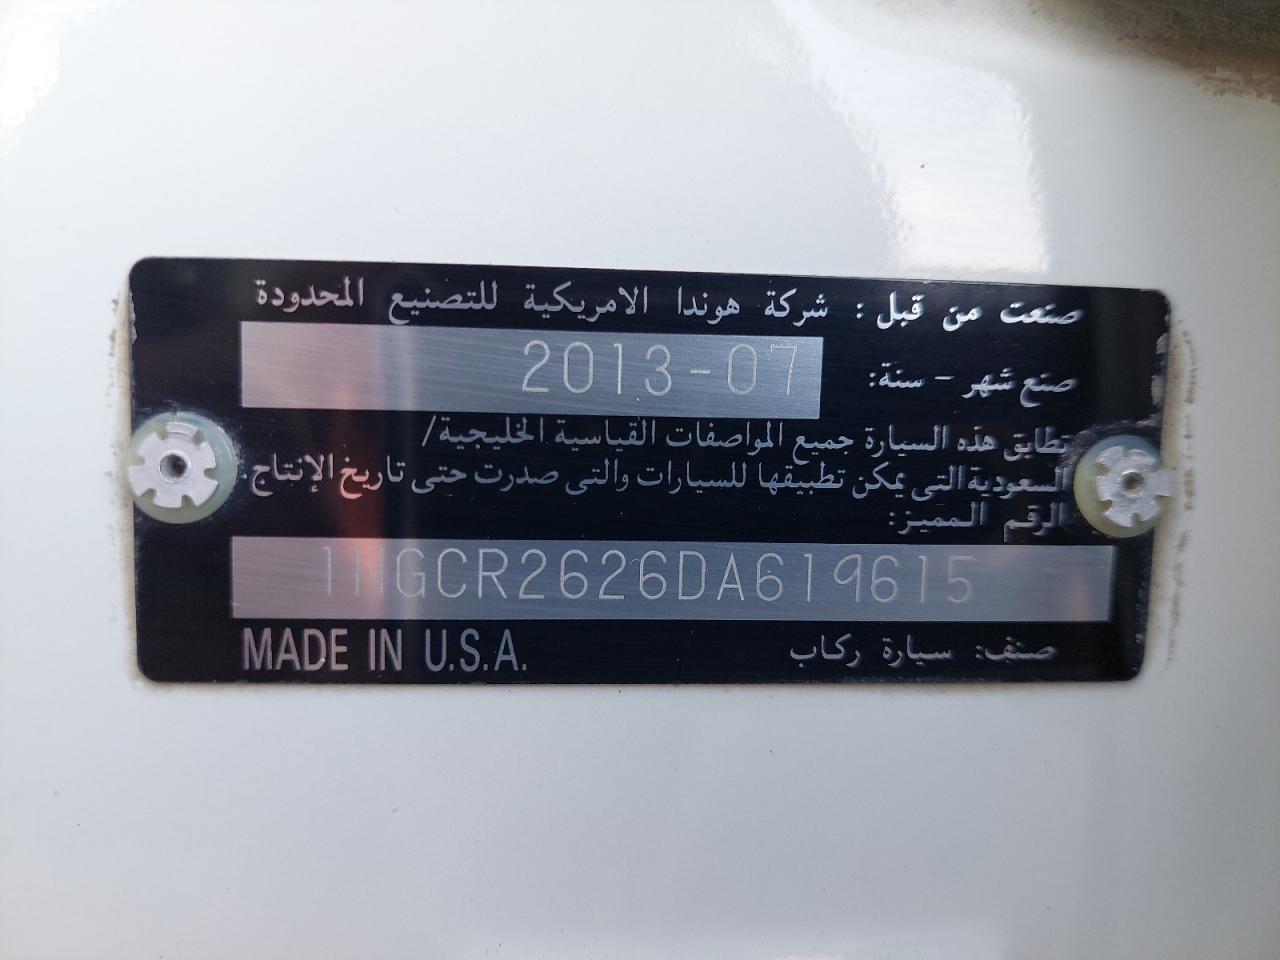 صنعت من قبل: شركة هوندا الامريكية للتصنيع المحدودة
صنع شهر - سنة: 2013-07
تطابق هذه السيارة جميع المواصفات القياسية الخليجية/
السعودية التى يمكن تطبيقها للسيارات والتى صدرت حتى تاريخ الإنتاج.
الرقم المميز:
1HGCR2626DA619615
صنف: سيارة ركاب MADE IN U.S.A.